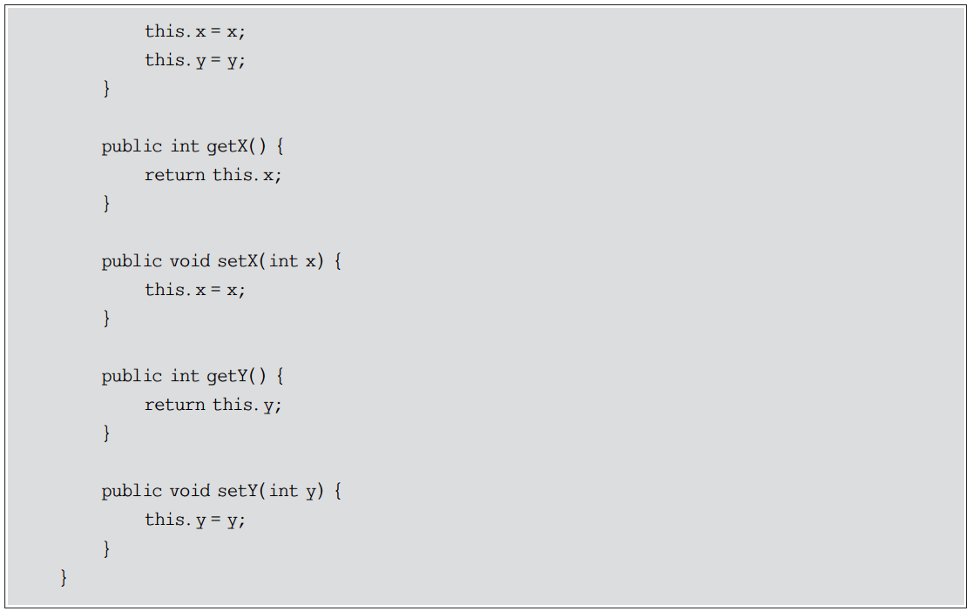 this. x = x;
this. y = y;
}
public int getX() {
return this. x;
}
public void setX(int x) {
this. x = x;
}
public int getY() {
return this. y;
}
public void setY(int y) {
this. y = y;
}
}